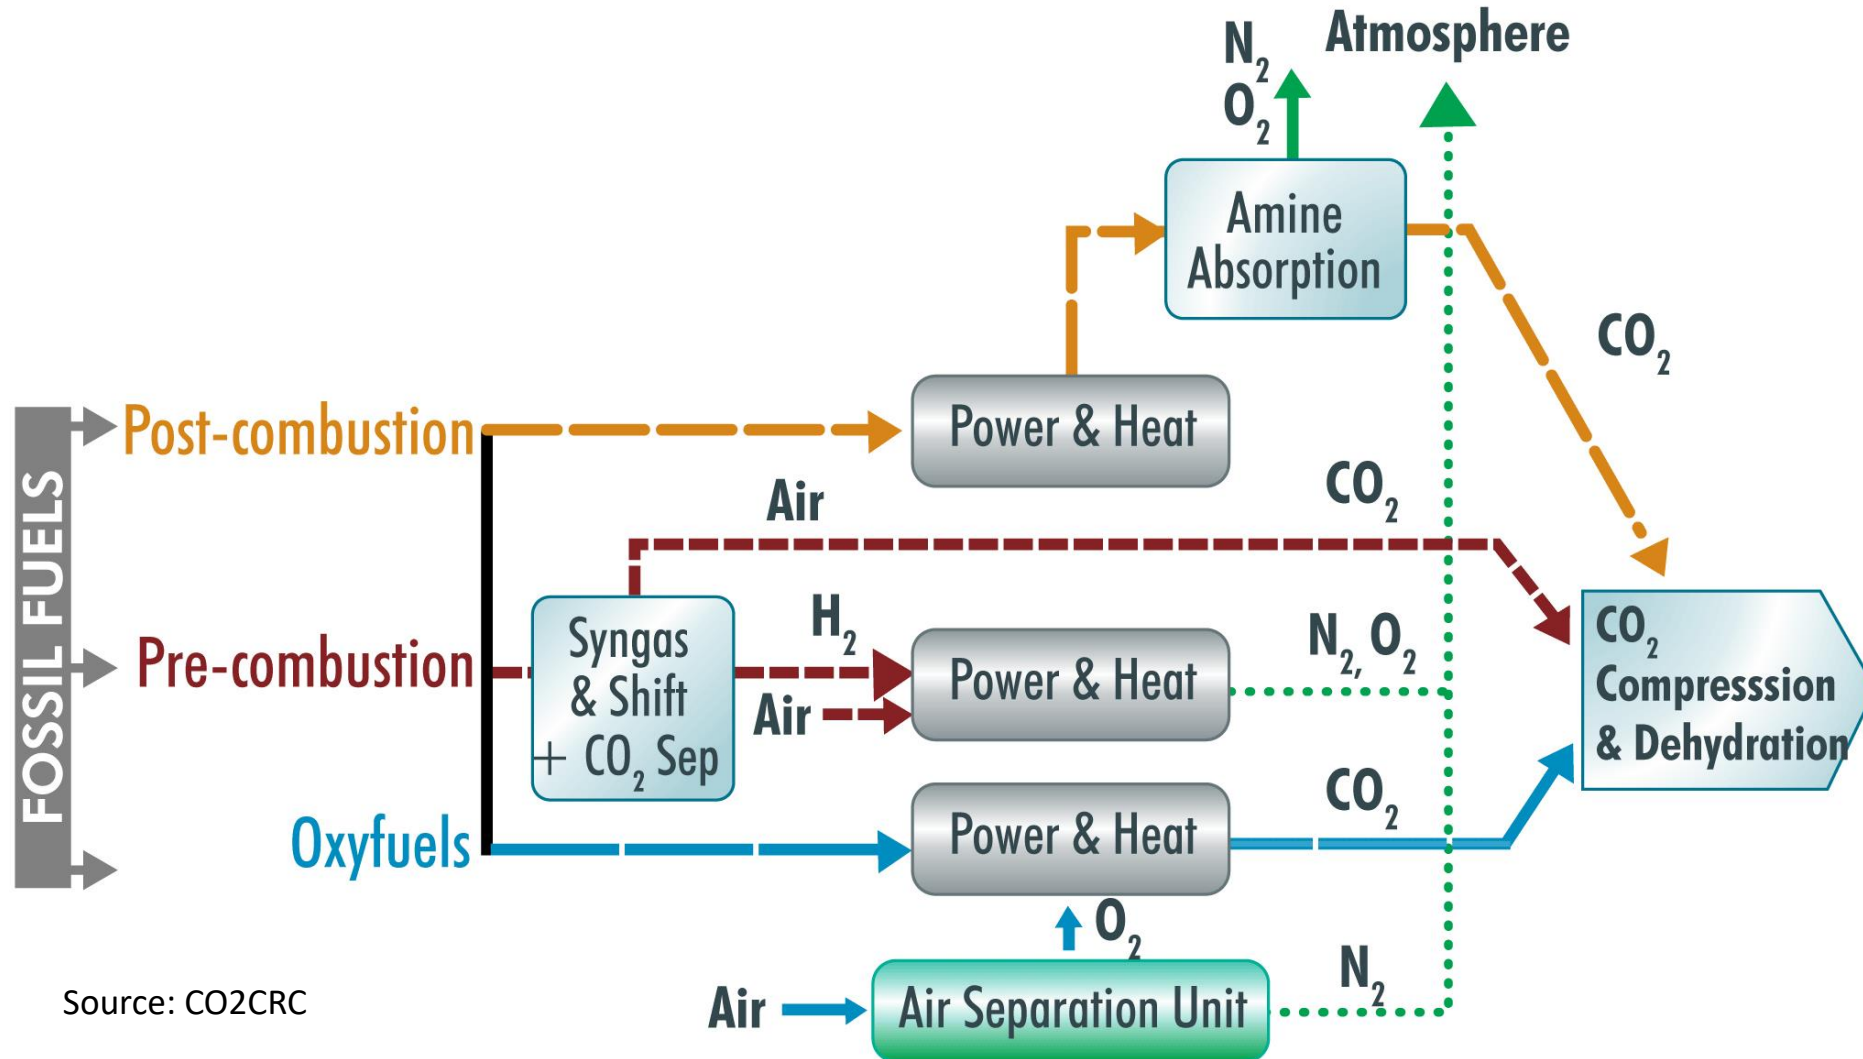 N₂
O₂
Atmosphere
Amine
Absorption
CO₂
FOSSIL FUELS
Post-combustion
Power & Heat
Air
CO₂
Pre-combustion
Syngas
& Shift
+ CO₂ Sep
H₂
Air
Power & Heat
N₂, O₂
CO₂
Compresssion
& Dehydration
Oxyfuels
Power & Heat
CO₂
O₂
Air
Air Separation Unit
N₂
Source: CO2CRC